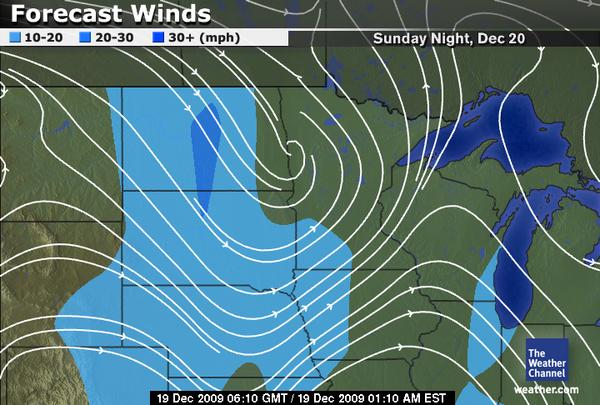 Forecast Winds
10-20 20-30 30+ (mph)
Sunday Night, Dec 20
The
Weather
Channel
weather.com
19 Dec 2009 06:10 GMT / 19 Dec 2009 01:10 AM EST